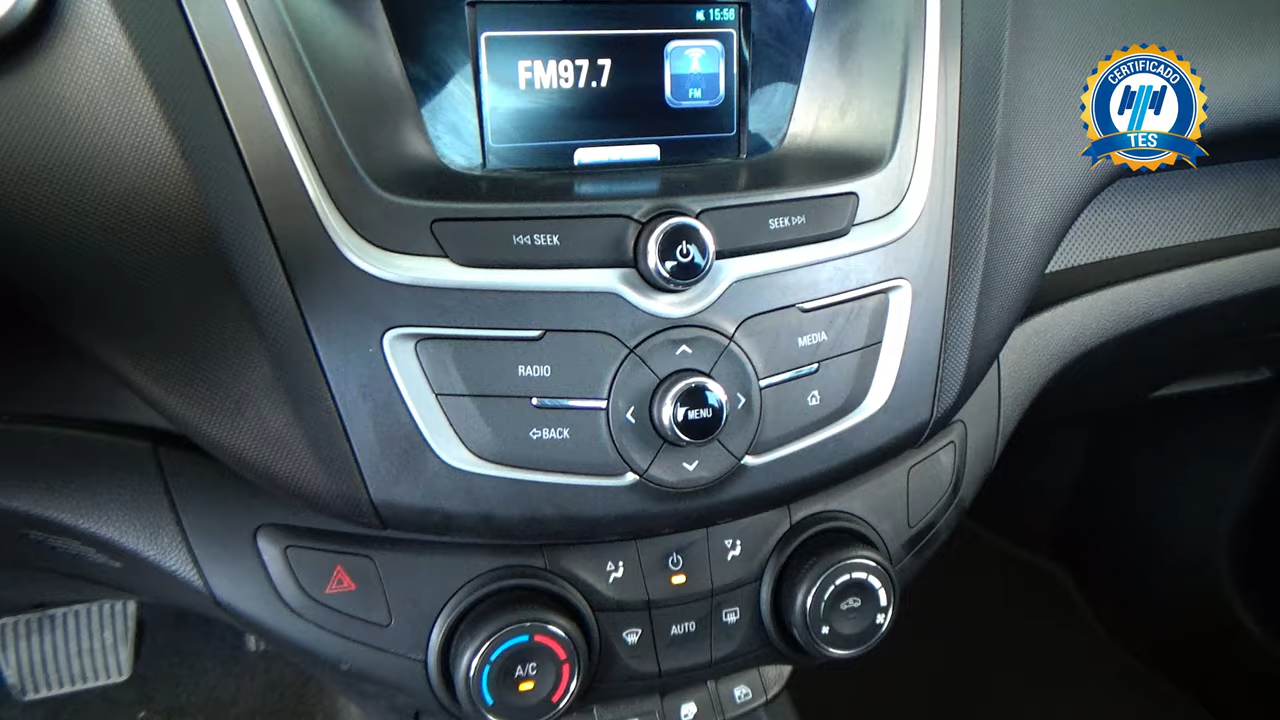 15:56
FM97.7
FM
CERTIFICADO
TES
SEEK
SEEK
RADIO
MEDIA
MENU
BACK
AUTO
A/C